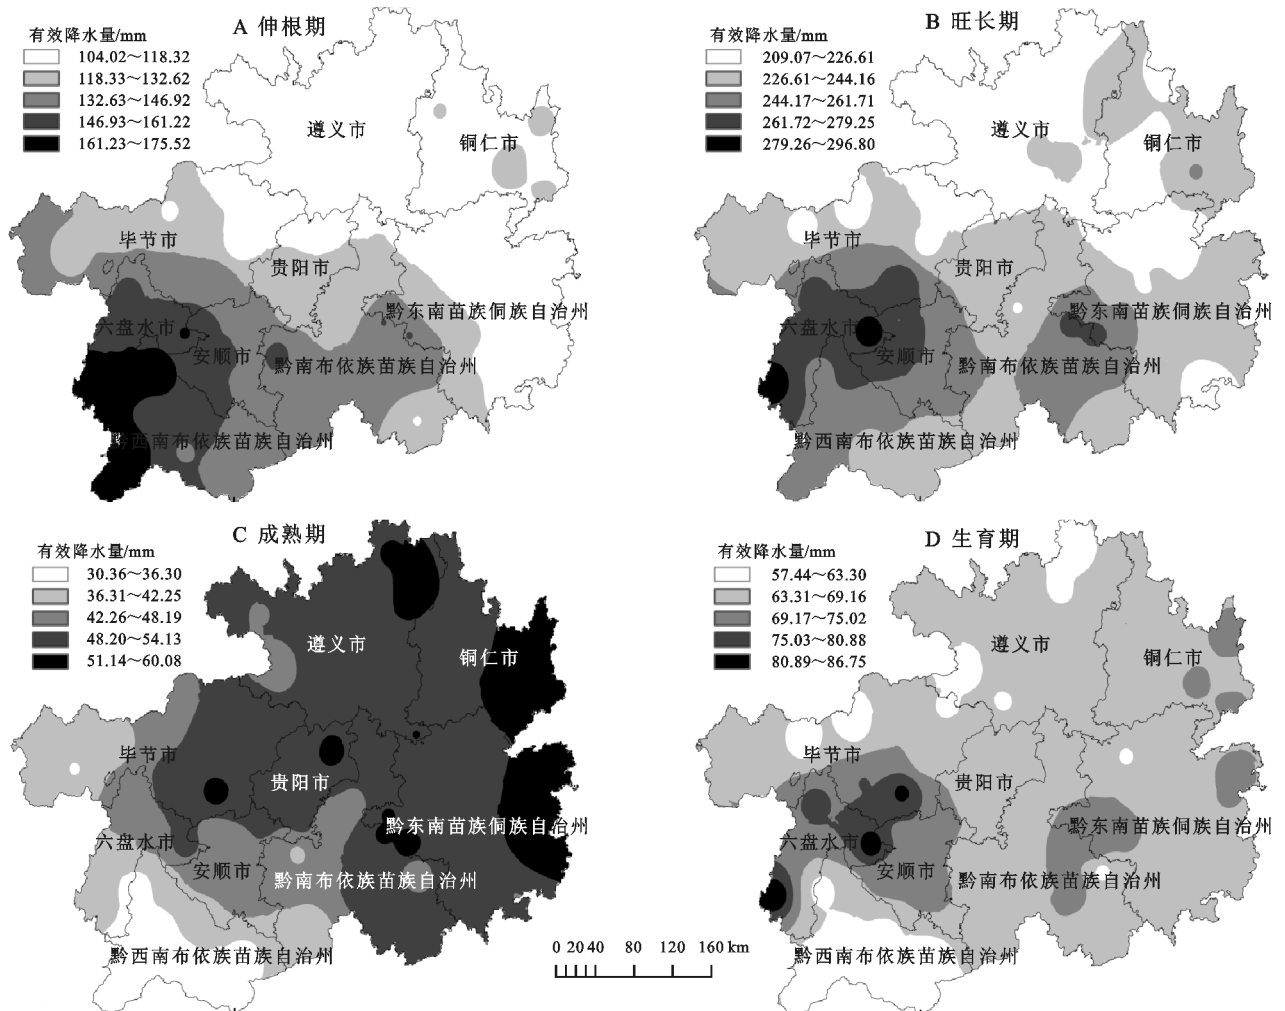 A 伸根期
有效降水量/mm
104.02～118.32
118.33～132.62
132.63～146.92
146.93～161.22
161.23～175.52
遵义市
铜仁市
毕节市
贵阳市
黔东南苗族侗族自治州
六盘水市
安顺市
黔南布依族苗族自治州
黔西南布依族苗族自治州
B 旺长期
有效降水量/mm
209.07～226.61
226.61～244.16
244.17～261.71
261.72～279.25
279.26～296.80
遵义市
铜仁市
毕节市
贵阳市
黔东南苗族侗族自治州
六盘水市
安顺市
黔南布依族苗族自治州
黔西南布依族苗族自治州
C 成熟期
有效降水量/mm
30.36～36.30
36.31～42.25
42.26～48.19
48.20～54.13
51.14～60.08
遵义市
铜仁市
毕节市
贵阳市
黔东南苗族侗族自治州
六盘水市
安顺市
黔南布依族苗族自治州
黔西南布依族苗族自治州
D 生育期
有效降水量/mm
57.44～63.30
63.31～69.16
69.17～75.02
75.03～80.88
80.89～86.75
遵义市
铜仁市
毕节市
贵阳市
黔东南苗族侗族自治州
六盘水市
安顺市
黔南布依族苗族自治州
黔西南布依族苗族自治州
0 20 40 80 120 160 km